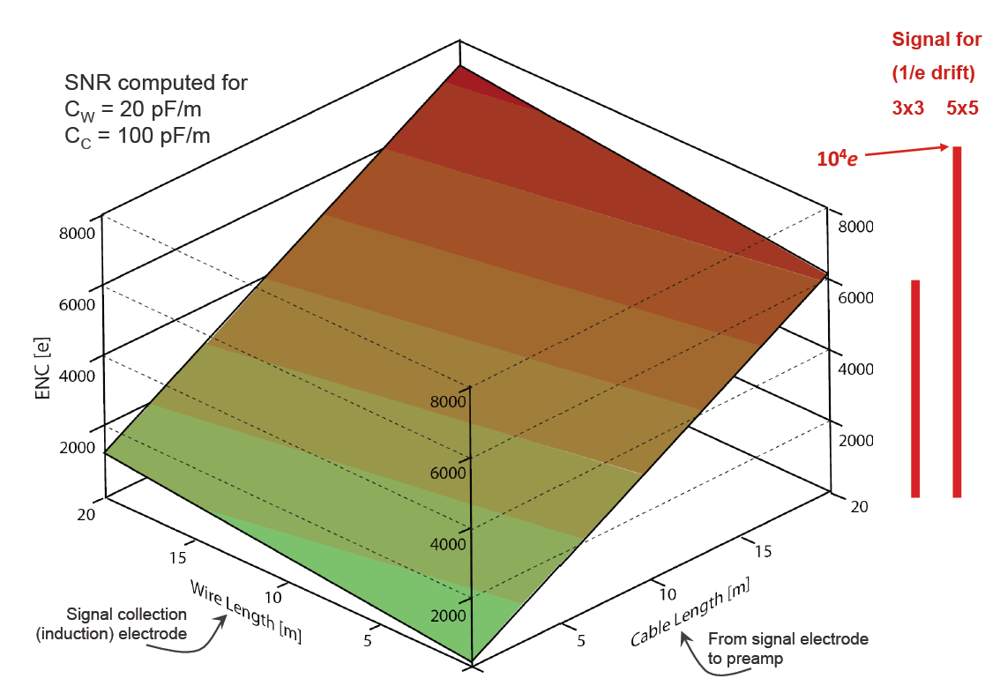 SNR computed for
C_W = 20 pF/m
C_C = 100 pF/m
Signal for
(1/e drift)
3x3 5x5
10⁴e
ENC [e]
8000
6000
4000
2000
20
15
10
5
Wire Length [m]
Signal collection
(induction) electrode
8000
6000
4000
2000
8000
6000
4000
2000
20
15
10
5
Cable Length [m]
From signal electrode
to preamp